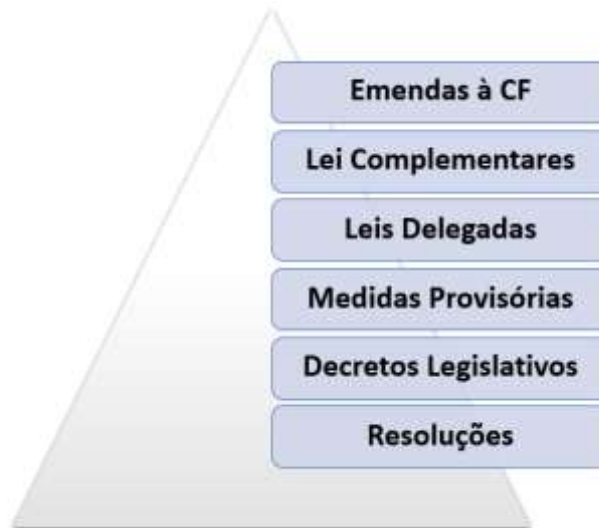 Emendas à CF
Lei Complementares
Leis Delegadas
Medidas Provisórias
Decretos Legislativos
Resoluções